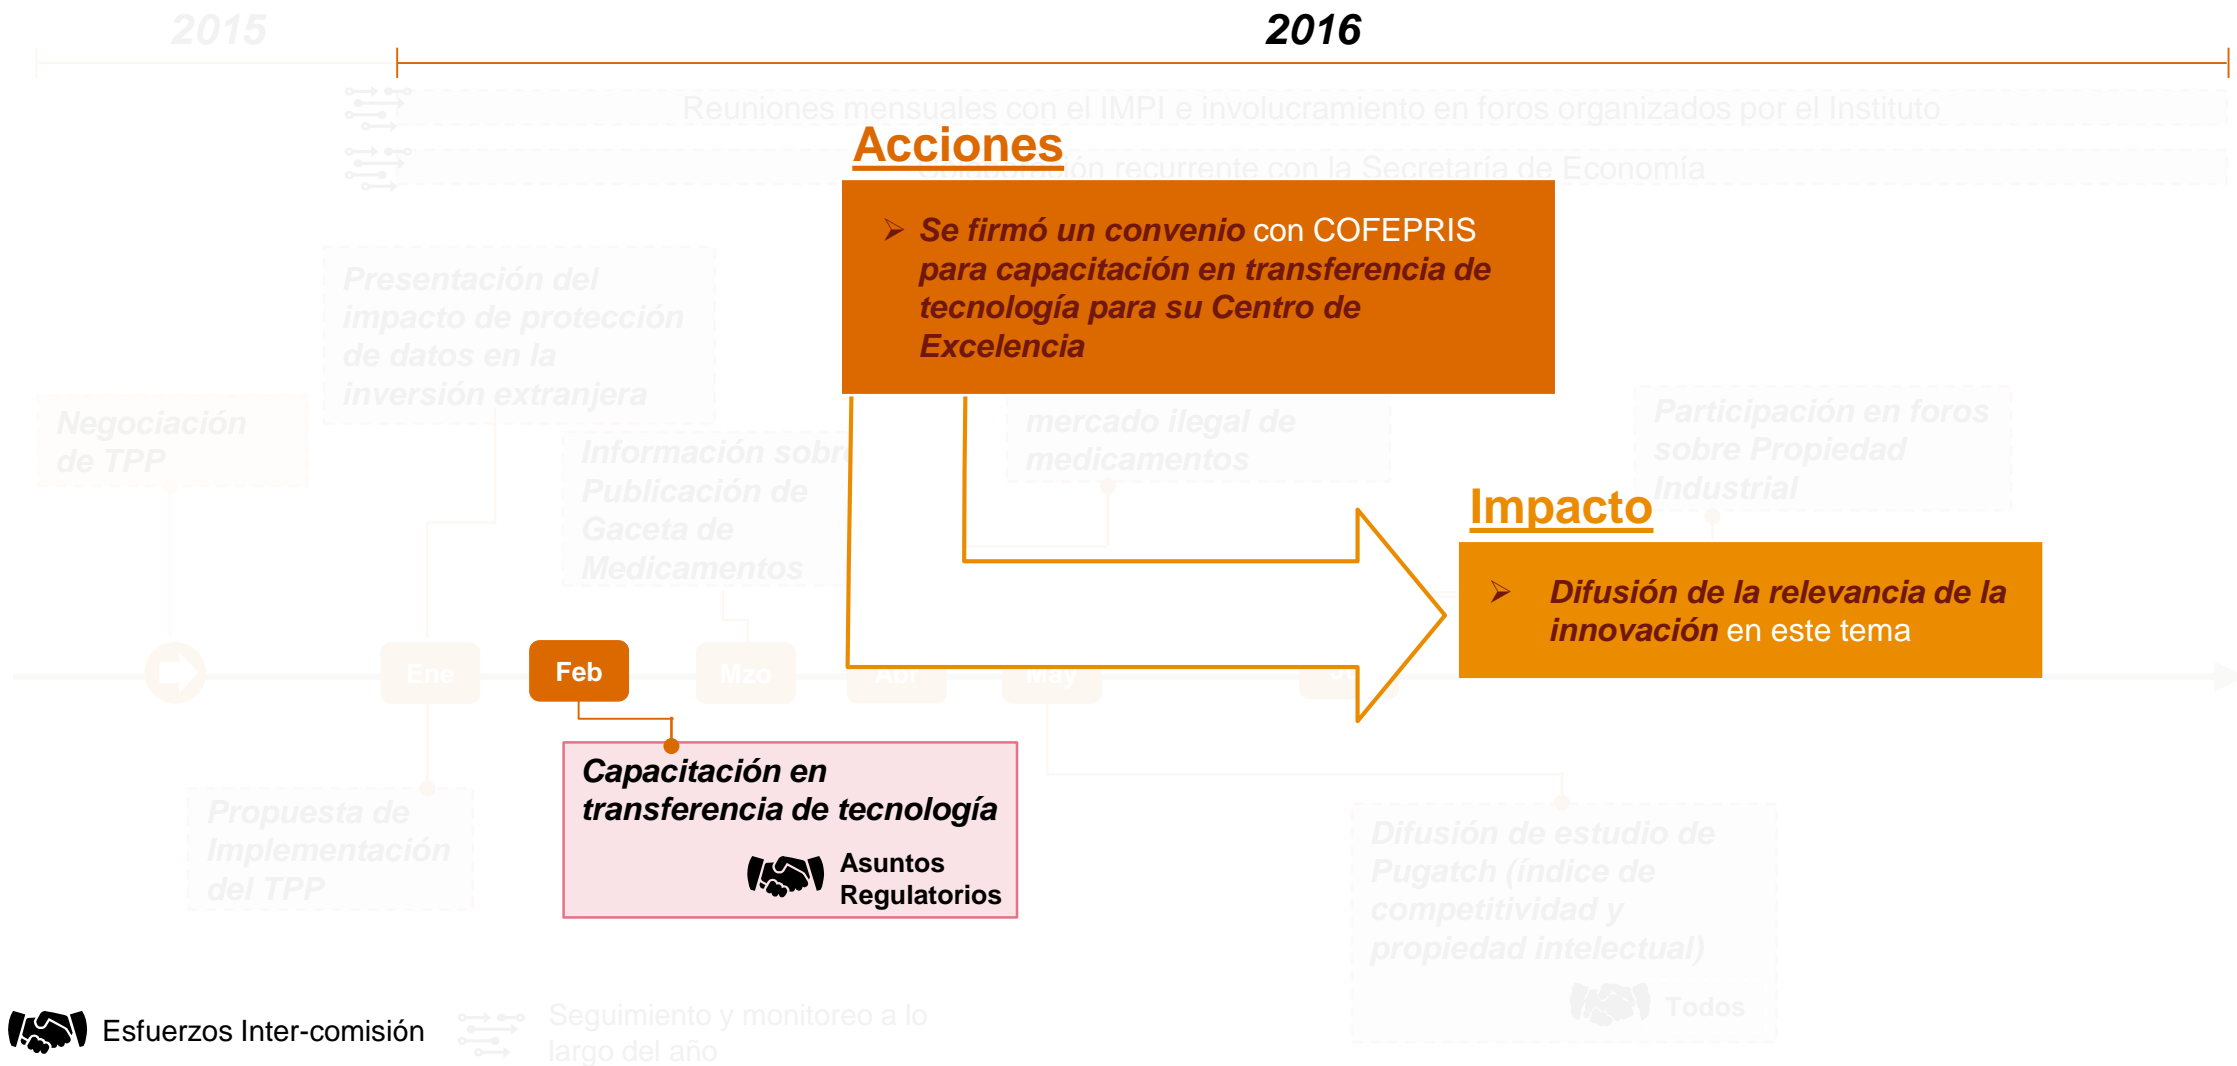 2015
2016
Reuniones mensuales con el IMPI e involucramiento en foros organizados por el Instituto
Acciones
recurrente con la Secretaría de Economía
➢ Se firmó un convenio con COFEPRIS
para capacitación en transferencia de
tecnología para su Centro de
Excelencia
Presentación del
impacto de protección
de datos en la
inversión extranjera
Negociación
de TPP
Información sobre
Publicación de
Gaceta de
Medicamentos
mercado ilegal de
medicamentos
Participación en foros
sobre Propiedad
Industrial
Impacto
➢ Difusión de la relevancia de la
innovación en este tema
Ene
Feb
Mzo
Abr
May
Capacitación en
transferencia de tecnología
Asuntos
Regulatorios
Propuesta de
Implementación
del TPP
Difusión de estudio de
Pugatch (índice de
competitividad y
propiedad intelectual)
Todos
Esfuerzos Inter-comisión
Seguimiento y monitoreo a lo
largo del año